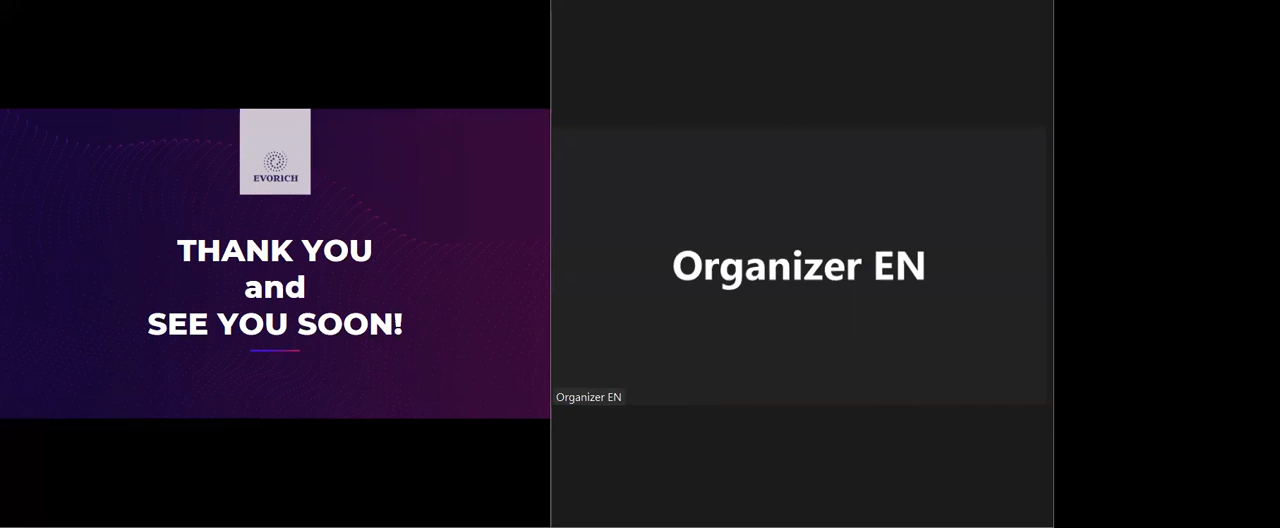 EVORICH
THANK YOU
and
SEE YOU SOON!
Organizer EN
Organizer EN